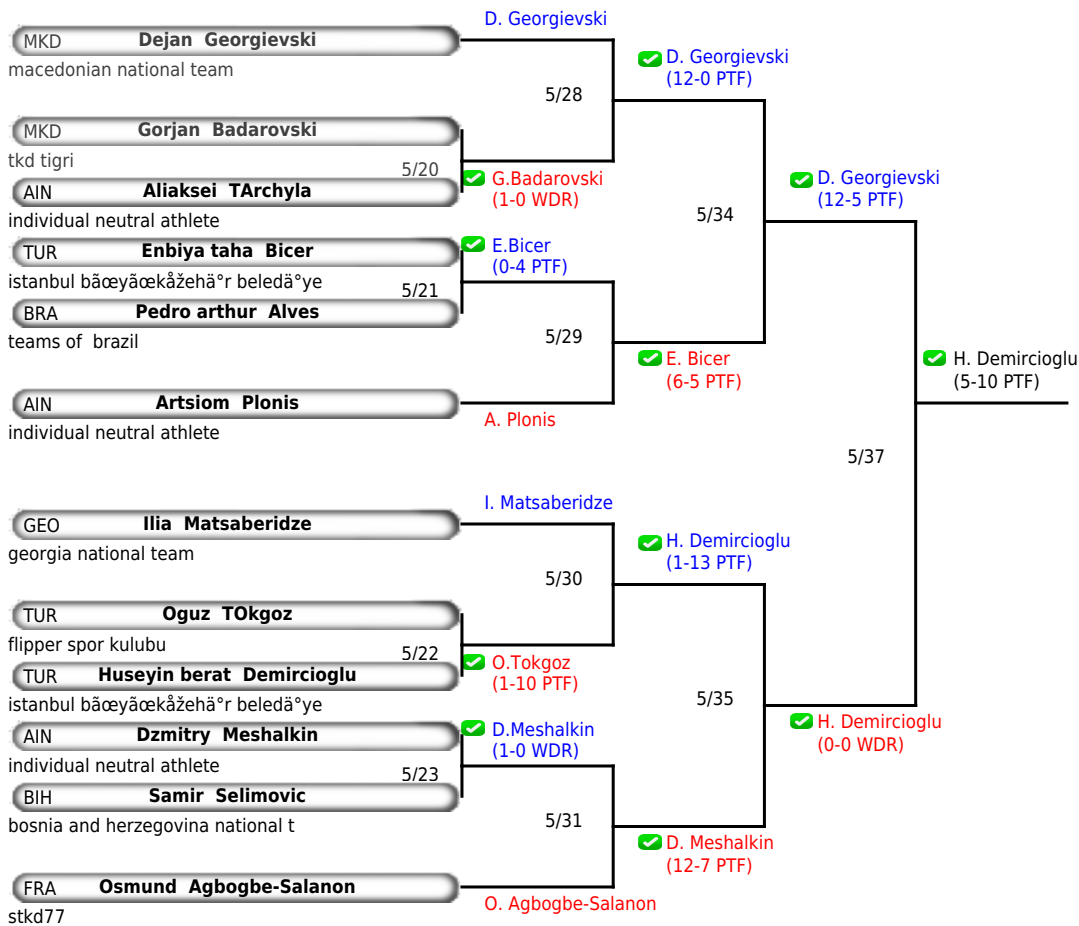 D. Georgievski
MKD Dejan Georgievski
macedonian national team
D. Georgievski
(12-0 PTF)
5/28
MKD Gorjan Badarovski
tkd tigri
5/20
G.Badarovski
(1-0 WDR)
AIN Aliaksei TArchyla
individual neutral athlete
D. Georgievski
(12-5 PTF)
5/34
TUR Enbiya taha Bicer
istanbul bãœyãœkåžehä°r beledä°ye
E.Bicer
(0-4 PTF)
5/21
BRA Pedro arthur Alves
teams of brazil
5/29
E. Bicer
(6-5 PTF)
H. Demircioglu
(5-10 PTF)
AIN Artsiom Plonis
individual neutral athlete
A. Plonis
5/37
I. Matsaberidze
GEO Ilia Matsaberidze
georgia national team
H. Demircioglu
(1-13 PTF)
5/30
TUR Oguz TOkgoz
flipper spor kulubu
5/22
O.Tokgoz
(1-10 PTF)
TUR Huseyin berat Demircioglu
istanbul bãœyãœkåžehä°r beledä°ye
5/35
H. Demircioglu
(0-0 WDR)
AIN Dzmitry Meshalkin
individual neutral athlete
D.Meshalkin
(1-0 WDR)
5/23
BIH Samir Selimovic
bosnia and herzegovina national t
5/31
D. Meshalkin
(12-7 PTF)
FRA Osmund Agbogbe-Salanon
stkd77
O. Agbogbe-Salanon